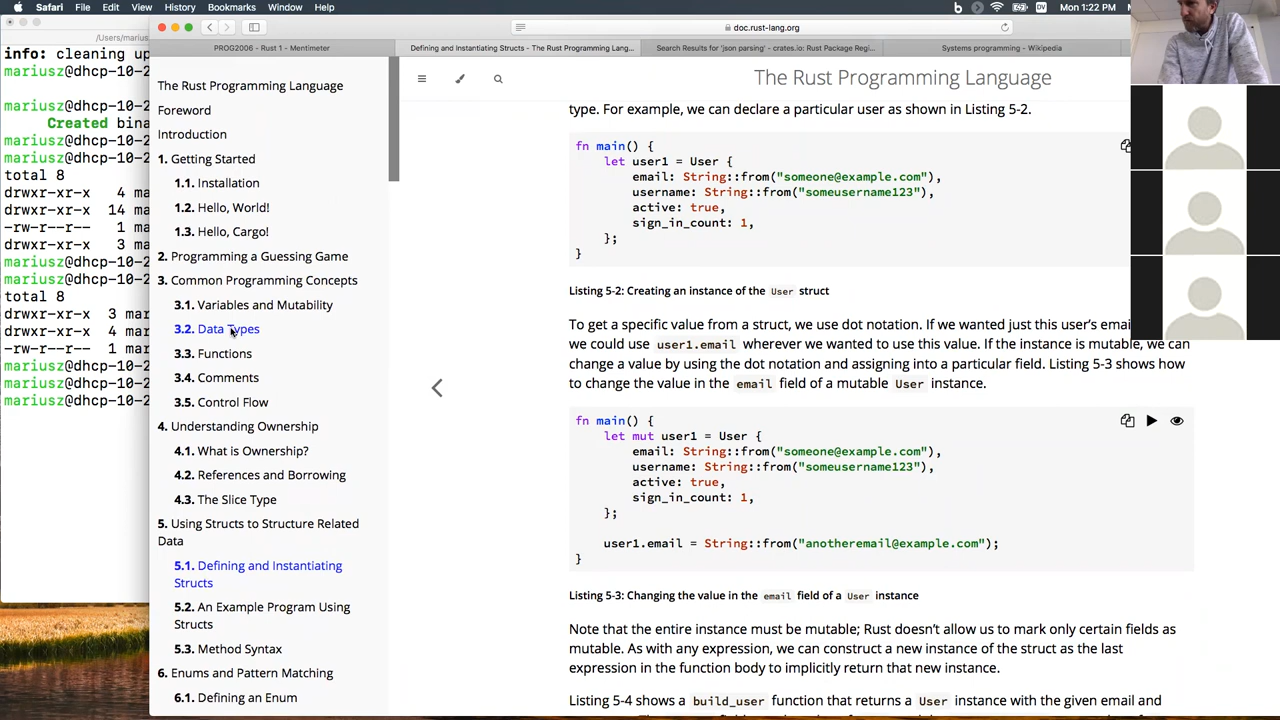 Safari File Edit View History Bookmarks Window Help
Mon 1:22 PM
/Users/marius
info: cleaning up
mariusz@dhcp-10-2
mariusz@dhcp-10-2
Created bina
mariusz@dhcp-10-2
mariusz@dhcp-10-2
total 8
drwxr-xr-x 4 ma
drwxr-xr-x 14 ma
-rw-r--r-- 1 ma
drwxr-xr-x 3 ma
mariusz@dhcp-10-2
mariusz@dhcp-10-2
total 8
drwxr-xr-x 3 ma
drwxr-xr-x 4 ma
-rw-r--r-- 1 ma
mariusz@dhcp-10-2
mariusz@dhcp-10-2
mariusz@dhcp-10-2
mariusz@dhcp-10-2
doc.rust-lang.org
PROG2006 - Rust 1 - Mentimeter
Defining and Instantiating Structs - The Rust Programming Lang...
Search Results for 'json parsing' - crates.io: Rust Package Regi...
Systems programming - Wikipedia
The Rust Programming Language
Foreword
Introduction
1. Getting Started
1.1. Installation
1.2. Hello, World!
1.3. Hello, Cargo!
2. Programming a Guessing Game
3. Common Programming Concepts
3.1. Variables and Mutability
3.2. Data Types
3.3. Functions
3.4. Comments
3.5. Control Flow
4. Understanding Ownership
4.1. What is Ownership?
4.2. References and Borrowing
4.3. The Slice Type
5. Using Structs to Structure Related
Data
5.1. Defining and Instantiating
Structs
5.2. An Example Program Using
Structs
5.3. Method Syntax
6. Enums and Pattern Matching
6.1. Defining an Enum
The Rust Programming Language
type. For example, we can declare a particular user as shown in Listing 5-2.
fn main() {
let user1 = User {
email: String::from("someone@example.com"),
username: String::from("someusername123"),
active: true,
sign_in_count: 1,
};
}
Listing 5-2: Creating an instance of the User struct
To get a specific value from a struct, we use dot notation. If we wanted just this user's emai
we could use user1.email wherever we wanted to use this value. If the instance is mutable, we can
change a value by using the dot notation and assigning into a particular field. Listing 5-3 shows how
to change the value in the email field of a mutable User instance.
fn main() {
let mut user1 = User {
email: String::from("someone@example.com"),
username: String::from("someusername123"),
active: true,
sign_in_count: 1,
};
user1.email = String::from("anotheremail@example.com");
}
Listing 5-3: Changing the value in the email field of a User instance
Note that the entire instance must be mutable; Rust doesn't allow us to mark only certain fields as
mutable. As with any expression, we can construct a new instance of the struct as the last
expression in the function body to implicitly return that new instance.
Listing 5-4 shows a build_user function that returns a User instance with the given email and